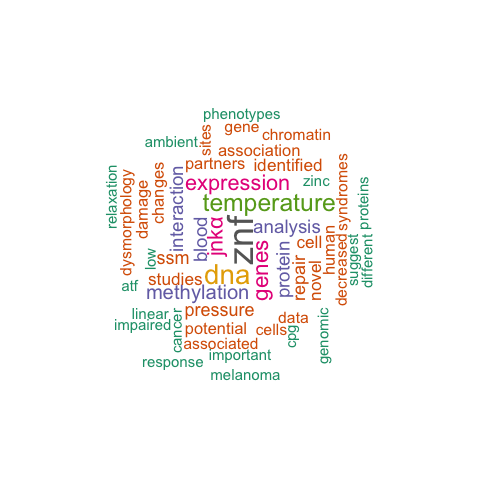 phenotypes
gene
sites
chromatin
ambient
association
partners
identified
relaxation
dysmorphology
damage
changes
interaction
expression
zinc
syndromes
temperature
proteins
blood
jnkα
znf
analysis
human
decreased
suggest
different
low
ssm
cell
protein
repair
novel
genes
dna
studies
atf
methylation
linear
impaired
cancer
pressure
data
potential
cells
cpg
genomic
associated
response
important
melanoma